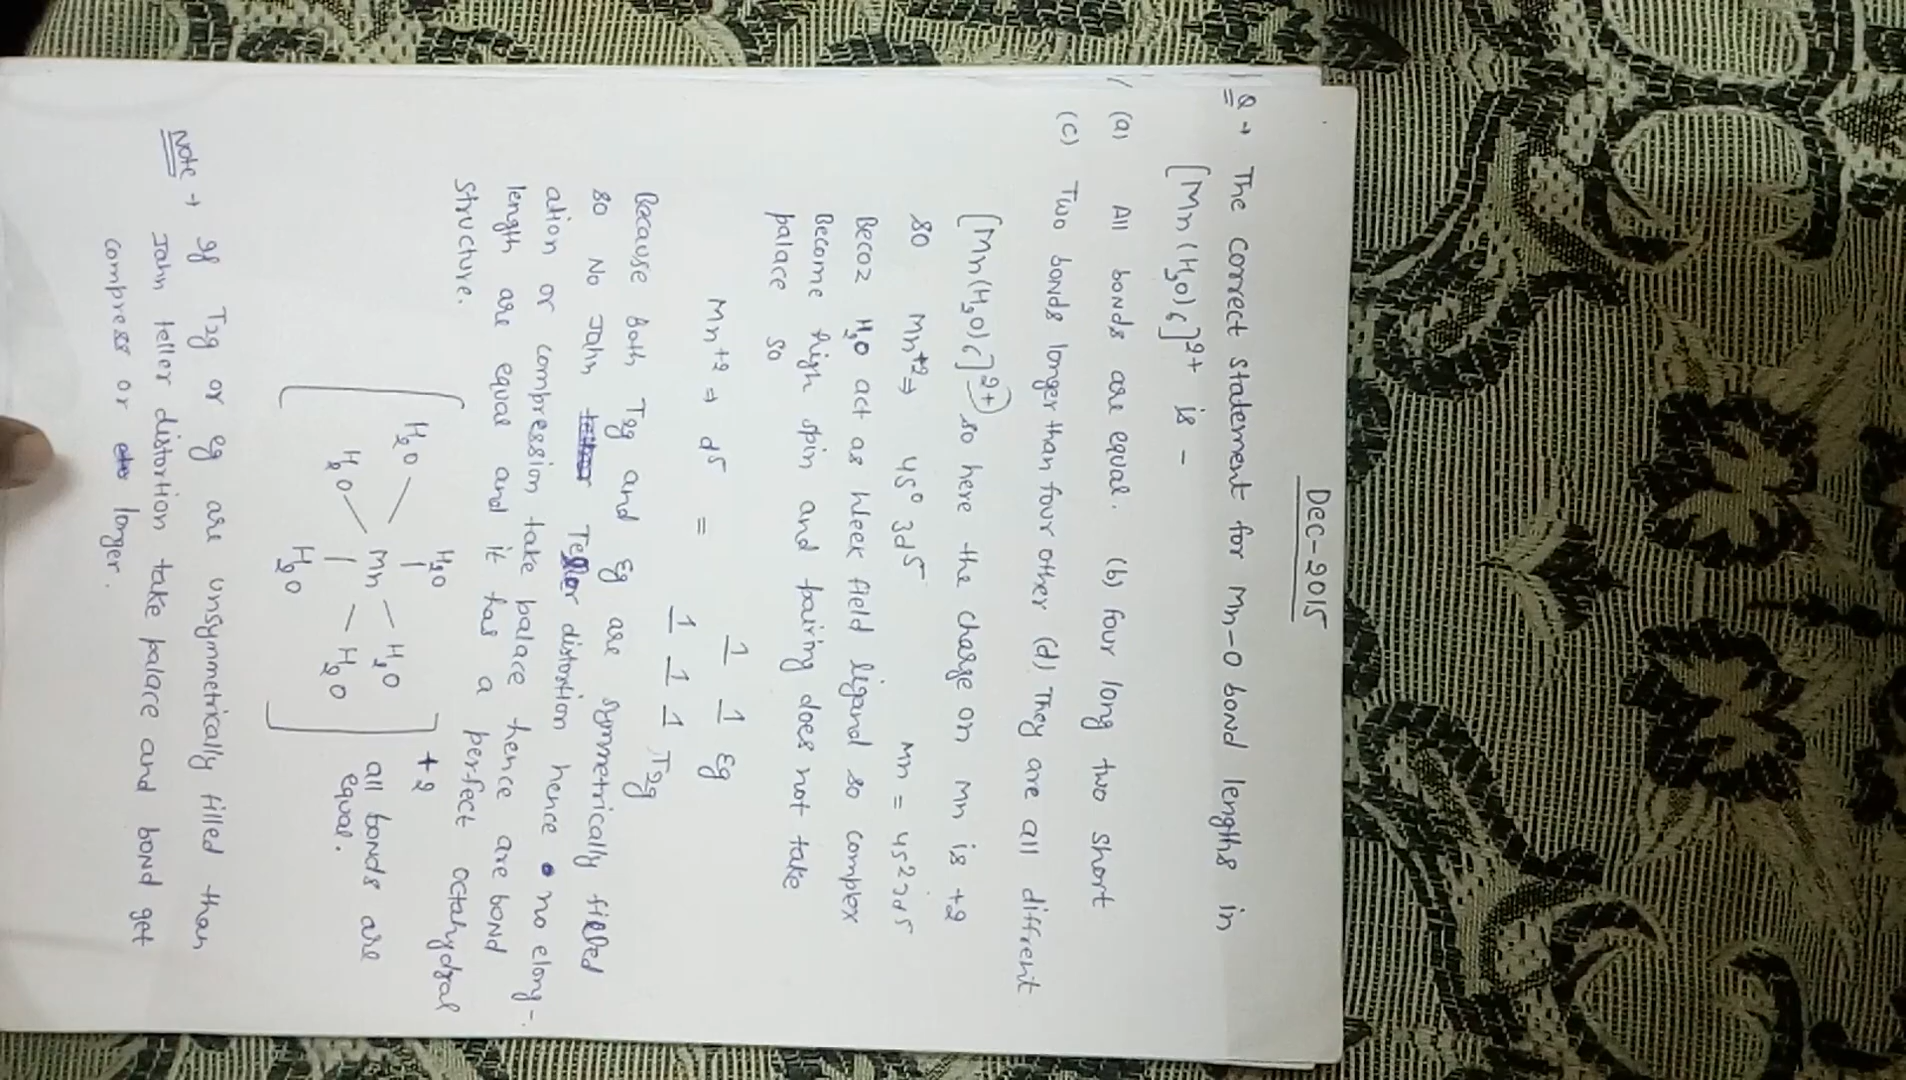 Dec-2015
Q → The correct statement for Mn-O bond lengths in
[Mn(H2O)6]2+ is -
(a) All bonds are equal. (b) four long two short
(c) Two bonds longer than four other (d) They are all diffrent
[Mn(H2O)6]2+ so here the charge on Mn is +2
so Mn+2 ⇒ 4s0 3d5 Mn = 4s2 3d5
Becoz H2O act as week field ligand so complex
Become high spin and pairing does not take
palace so
Mn+2 ⇒ d5 = 1 1 Eg
1 1 1 T2g
Because Both T2g and Eg are symmetrically filled
so No Jahn Teller distortion hence no elong-
ation or compression take palace hence are bond
length are equal and it has a perfect octahydral
structure.
H2O
H2O H2O
Mn
H2O H2O
H2O
+2
all bonds are
equal.
Note → If T2g or eg are unsymmetrically filled than
Jahn teller distortion take palace and bond get
compress or longer.